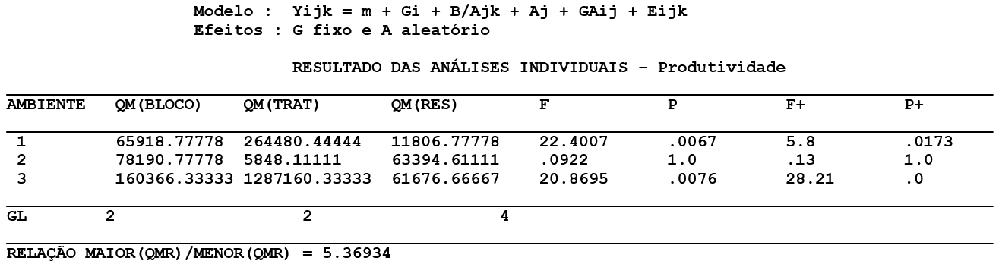 Modelo : Yijk = m + Gi + B/Ajk + Aj + GAij + Eijk
Efeitos : G fixo e A aleatório
RESULTADO DAS ANÁLISES INDIVIDUAIS - Produtividade
AMBIENTE QM(BLOCO) QM(TRAT) QM(RES) F P F+ P+
1 65918.77778 264480.44444 11806.77778 22.4007 .0067 5.8 .0173
2 78190.77778 5848.11111 63394.61111 .0922 1.0 .13 1.0
3 160366.33333 1287160.33333 61676.66667 20.8695 .0076 28.21 .0
GL 2 2 4
RELAÇÃO MAIOR(QMR)/MENOR(QMR) = 5.36934